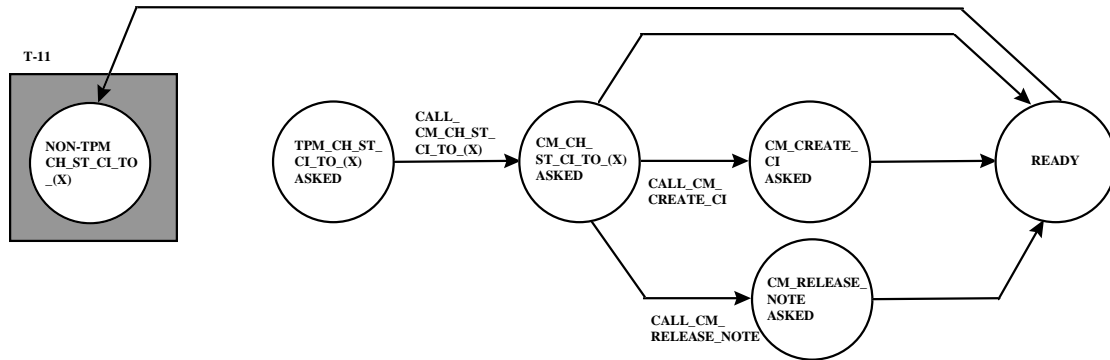 T-11
NON-TPM
CH_ST_CI_TO
_(X)
TPM_CH_ST_
CI_TO_(X)
ASKED
CALL_
CM_CH_ST_
CI_TO_(X)
CM_CH_
ST_CI_TO_(X)
ASKED
CALL_CM_
CREATE_CI
CM_CREATE_
CI
ASKED
READY
CALL_CM_
RELEASE_NOTE
CM_RELEASE_
NOTE
ASKED